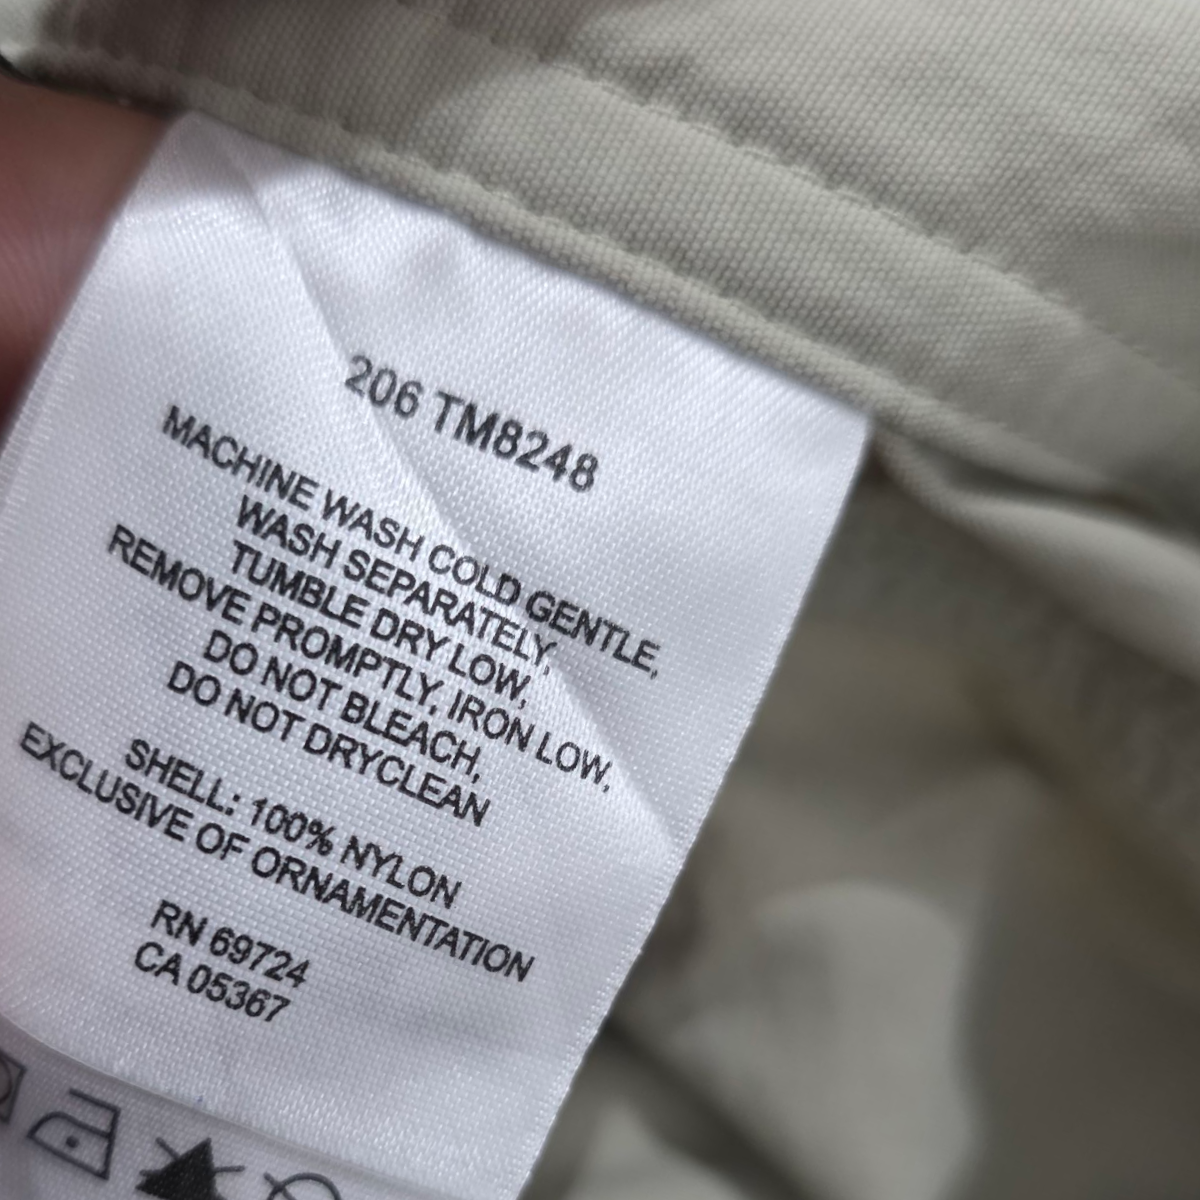 206 TM8248
MACHINE WASH COLD GENTLE,
WASH SEPARATELY,
TUMBLE DRY LOW,
REMOVE PROMPTLY, IRON LOW,
DO NOT BLEACH,
DO NOT DRYCLEAN
SHELL: 100% NYLON
EXCLUSIVE OF ORNAMENTATION
RN 69724
CA 05367